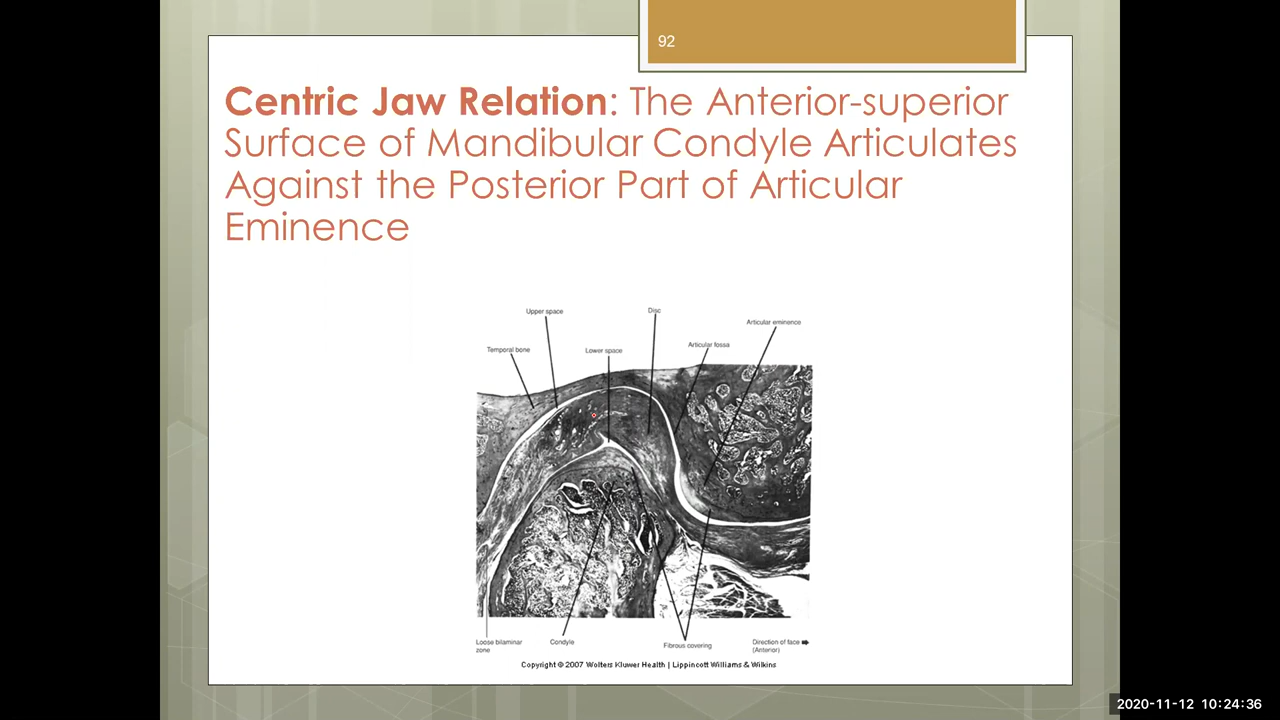 92
Centric Jaw Relation: The Anterior-superior
Surface of Mandibular Condyle Articulates
Against the Posterior Part of Articular
Eminence
Upper space
Disc
Articular eminence
Temporal bone
Lower space
Articular fossa
Loose bilaminar
zone
Condyle
Fibrous covering
Direction of face
(Anterior)
Copyright © 2007 Wolters Kluwer Health | Lippincott Williams & Wilkins
2020-11-12 10:24:36